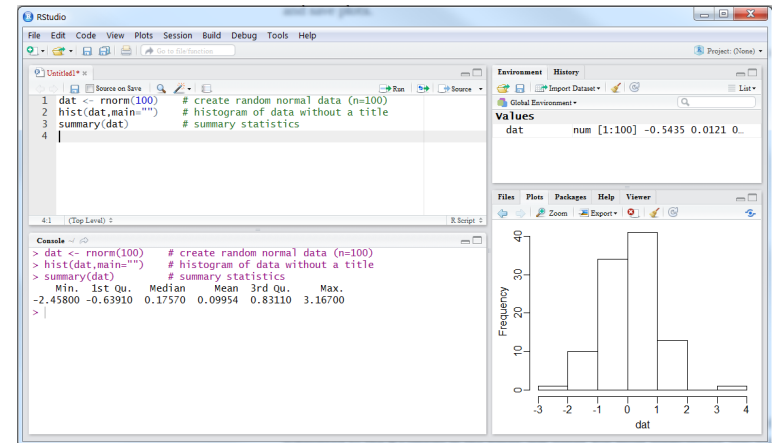 and save plots.
RStudio
File Edit Code View Plots Session Build Debug Tools Help
Go to file/function
Project: (None)
Untitled1*
Source on Save
Run
Source
1 dat <- rnorm(100) # create random normal data (n=100)
2 hist(dat,main="") # histogram of data without a title
3 summary(dat) # summary statistics
4
4:1 (Top Level) R Script
Console ~/
> dat <- rnorm(100) # create random normal data (n=100)
> hist(dat,main="") # histogram of data without a title
> summary(dat) # summary statistics
Min. 1st Qu. Median Mean 3rd Qu. Max.
-2.45800 -0.63910 0.17570 0.09954 0.83110 3.16700
>
Environment History
Import Dataset List
Global Environment
Values
dat num [1:100] -0.5435 0.0121 0…
Files Plots Packages Help Viewer
Zoom Export
Frequency
40
30
20
10
0
-3 -2 -1 0 1 2 3 4
dat